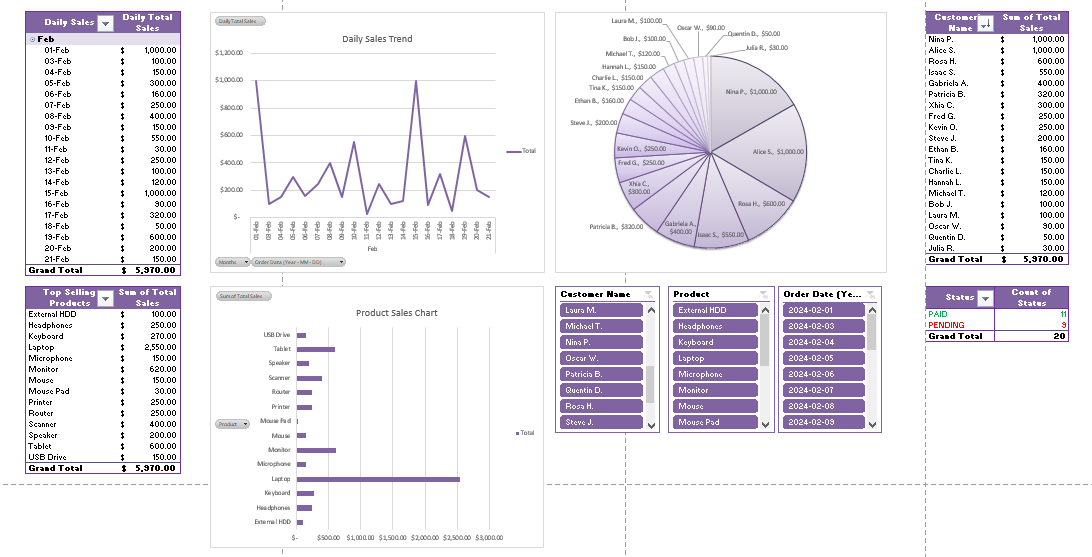 Daily Sales Daily Total Sales
Feb
01-Feb $ 1,000.00
03-Feb $ 100.00
04-Feb $ 150.00
05-Feb $ 300.00
06-Feb $ 160.00
07-Feb $ 250.00
08-Feb $ 400.00
09-Feb $ 150.00
10-Feb $ 550.00
11-Feb $ 30.00
12-Feb $ 250.00
13-Feb $ 100.00
14-Feb $ 120.00
15-Feb $ 1,000.00
16-Feb $ 90.00
17-Feb $ 320.00
18-Feb $ 50.00
19-Feb $ 600.00
20-Feb $ 200.00
21-Feb $ 150.00
Grand Total $ 5,970.00
DailyTotal Sales
Daily Sales Trend
$1,200.00
$1,000.00
$800.00
$600.00
$400.00
$200.00
$-
01-Feb 03-Feb 04-Feb 05-Feb 06-Feb 07-Feb 08-Feb 09-Feb 10-Feb 11-Feb 12-Feb 13-Feb 14-Feb 15-Feb 16-Feb 17-Feb 18-Feb 19-Feb 20-Feb 21-Feb
Feb
Total
Months Order Date (Year - MM - DD)
Laura M., $100.00
Oscar W., $90.00
Quentin D., $50.00
Julia R., $30.00
Bob J., $100.00
Michael T., $120.00
Hannah L., $150.00
Charlie L., $150.00
Tina K., $150.00
Ethan B., $160.00
Steve J., $200.00
Kevin O., $250.00
Fred G., $250.00
Xhia C., $300.00
Patricia B., $320.00
Gabriela A., $400.00
Isaac S., $550.00
Rosa H., $600.00
Alice S., $1,000.00
Nina P., $1,000.00
Customer Name Sum of Total Sales
Nina P. $ 1,000.00
Alice S. $ 1,000.00
Rosa H. $ 600.00
Isaac S. $ 550.00
Gabriela A. $ 400.00
Patricia B. $ 320.00
Xhia C. $ 300.00
Fred G. $ 250.00
Kevin O. $ 250.00
Steve J. $ 200.00
Ethan B. $ 160.00
Tina K. $ 150.00
Charlie L. $ 150.00
Hannah L. $ 150.00
Michael T. $ 120.00
Bob J. $ 100.00
Laura M. $ 100.00
Oscar W. $ 90.00
Quentin D. $ 50.00
Julia R. $ 30.00
Grand Total $ 5,970.00
Top Selling Products Sum of Total Sales
External HDD $ 100.00
Headphones $ 250.00
Keyboard $ 270.00
Laptop $ 2,550.00
Microphone $ 150.00
Monitor $ 620.00
Mouse $ 150.00
Mouse Pad $ 30.00
Printer $ 250.00
Router $ 250.00
Scanner $ 400.00
Speaker $ 200.00
Tablet $ 600.00
USB Drive $ 150.00
Grand Total $ 5,970.00
Sum of Total Sales
Product Sales Chart
USB Drive
Tablet
Speaker
Scanner
Router
Printer
Mouse Pad
Mouse
Monitor
Microphone
Laptop
Keyboard
Headphones
External HDD
Product
Total
$- $500.00 $1,000.00 $1,500.00 $2,000.00 $2,500.00 $3,000.00
Customer Name
Laura M.
Michael T.
Nina P.
Oscar W.
Patricia B.
Quentin D.
Rosa H.
Steve J.
Product
External HDD
Headphones
Keyboard
Laptop
Microphone
Monitor
Mouse
Mouse Pad
Order Date (Ye...
2024-02-01
2024-02-03
2024-02-04
2024-02-05
2024-02-06
2024-02-07
2024-02-08
2024-02-09
Status Count of Status
PAID 11
PENDING 9
Grand Total 20